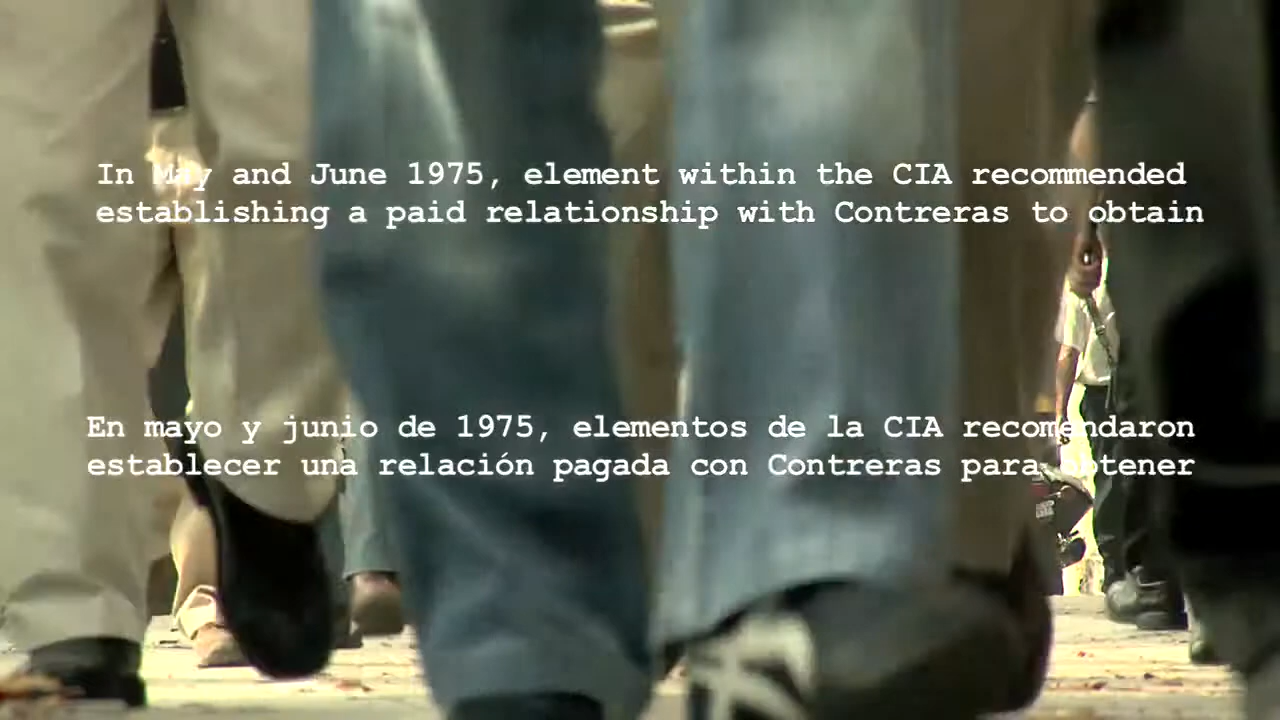 In May and June 1975, element within the CIA recommended
establishing a paid relationship with Contreras to obtain
En mayo y junio de 1975, elementos de la CIA recomendaron
establecer una relación pagada con Contreras para obtener